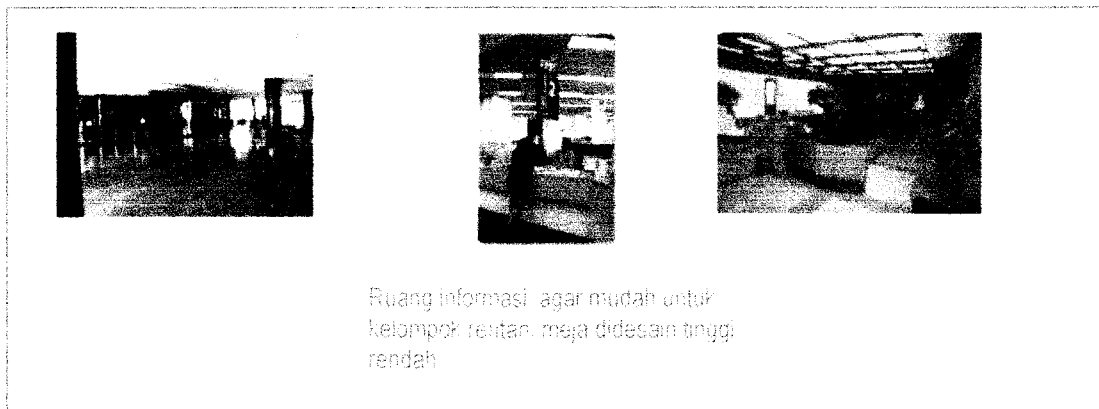 Ruang informasi agar mudah untuk
kelompok rentan, meja didesain tinggi
rendah